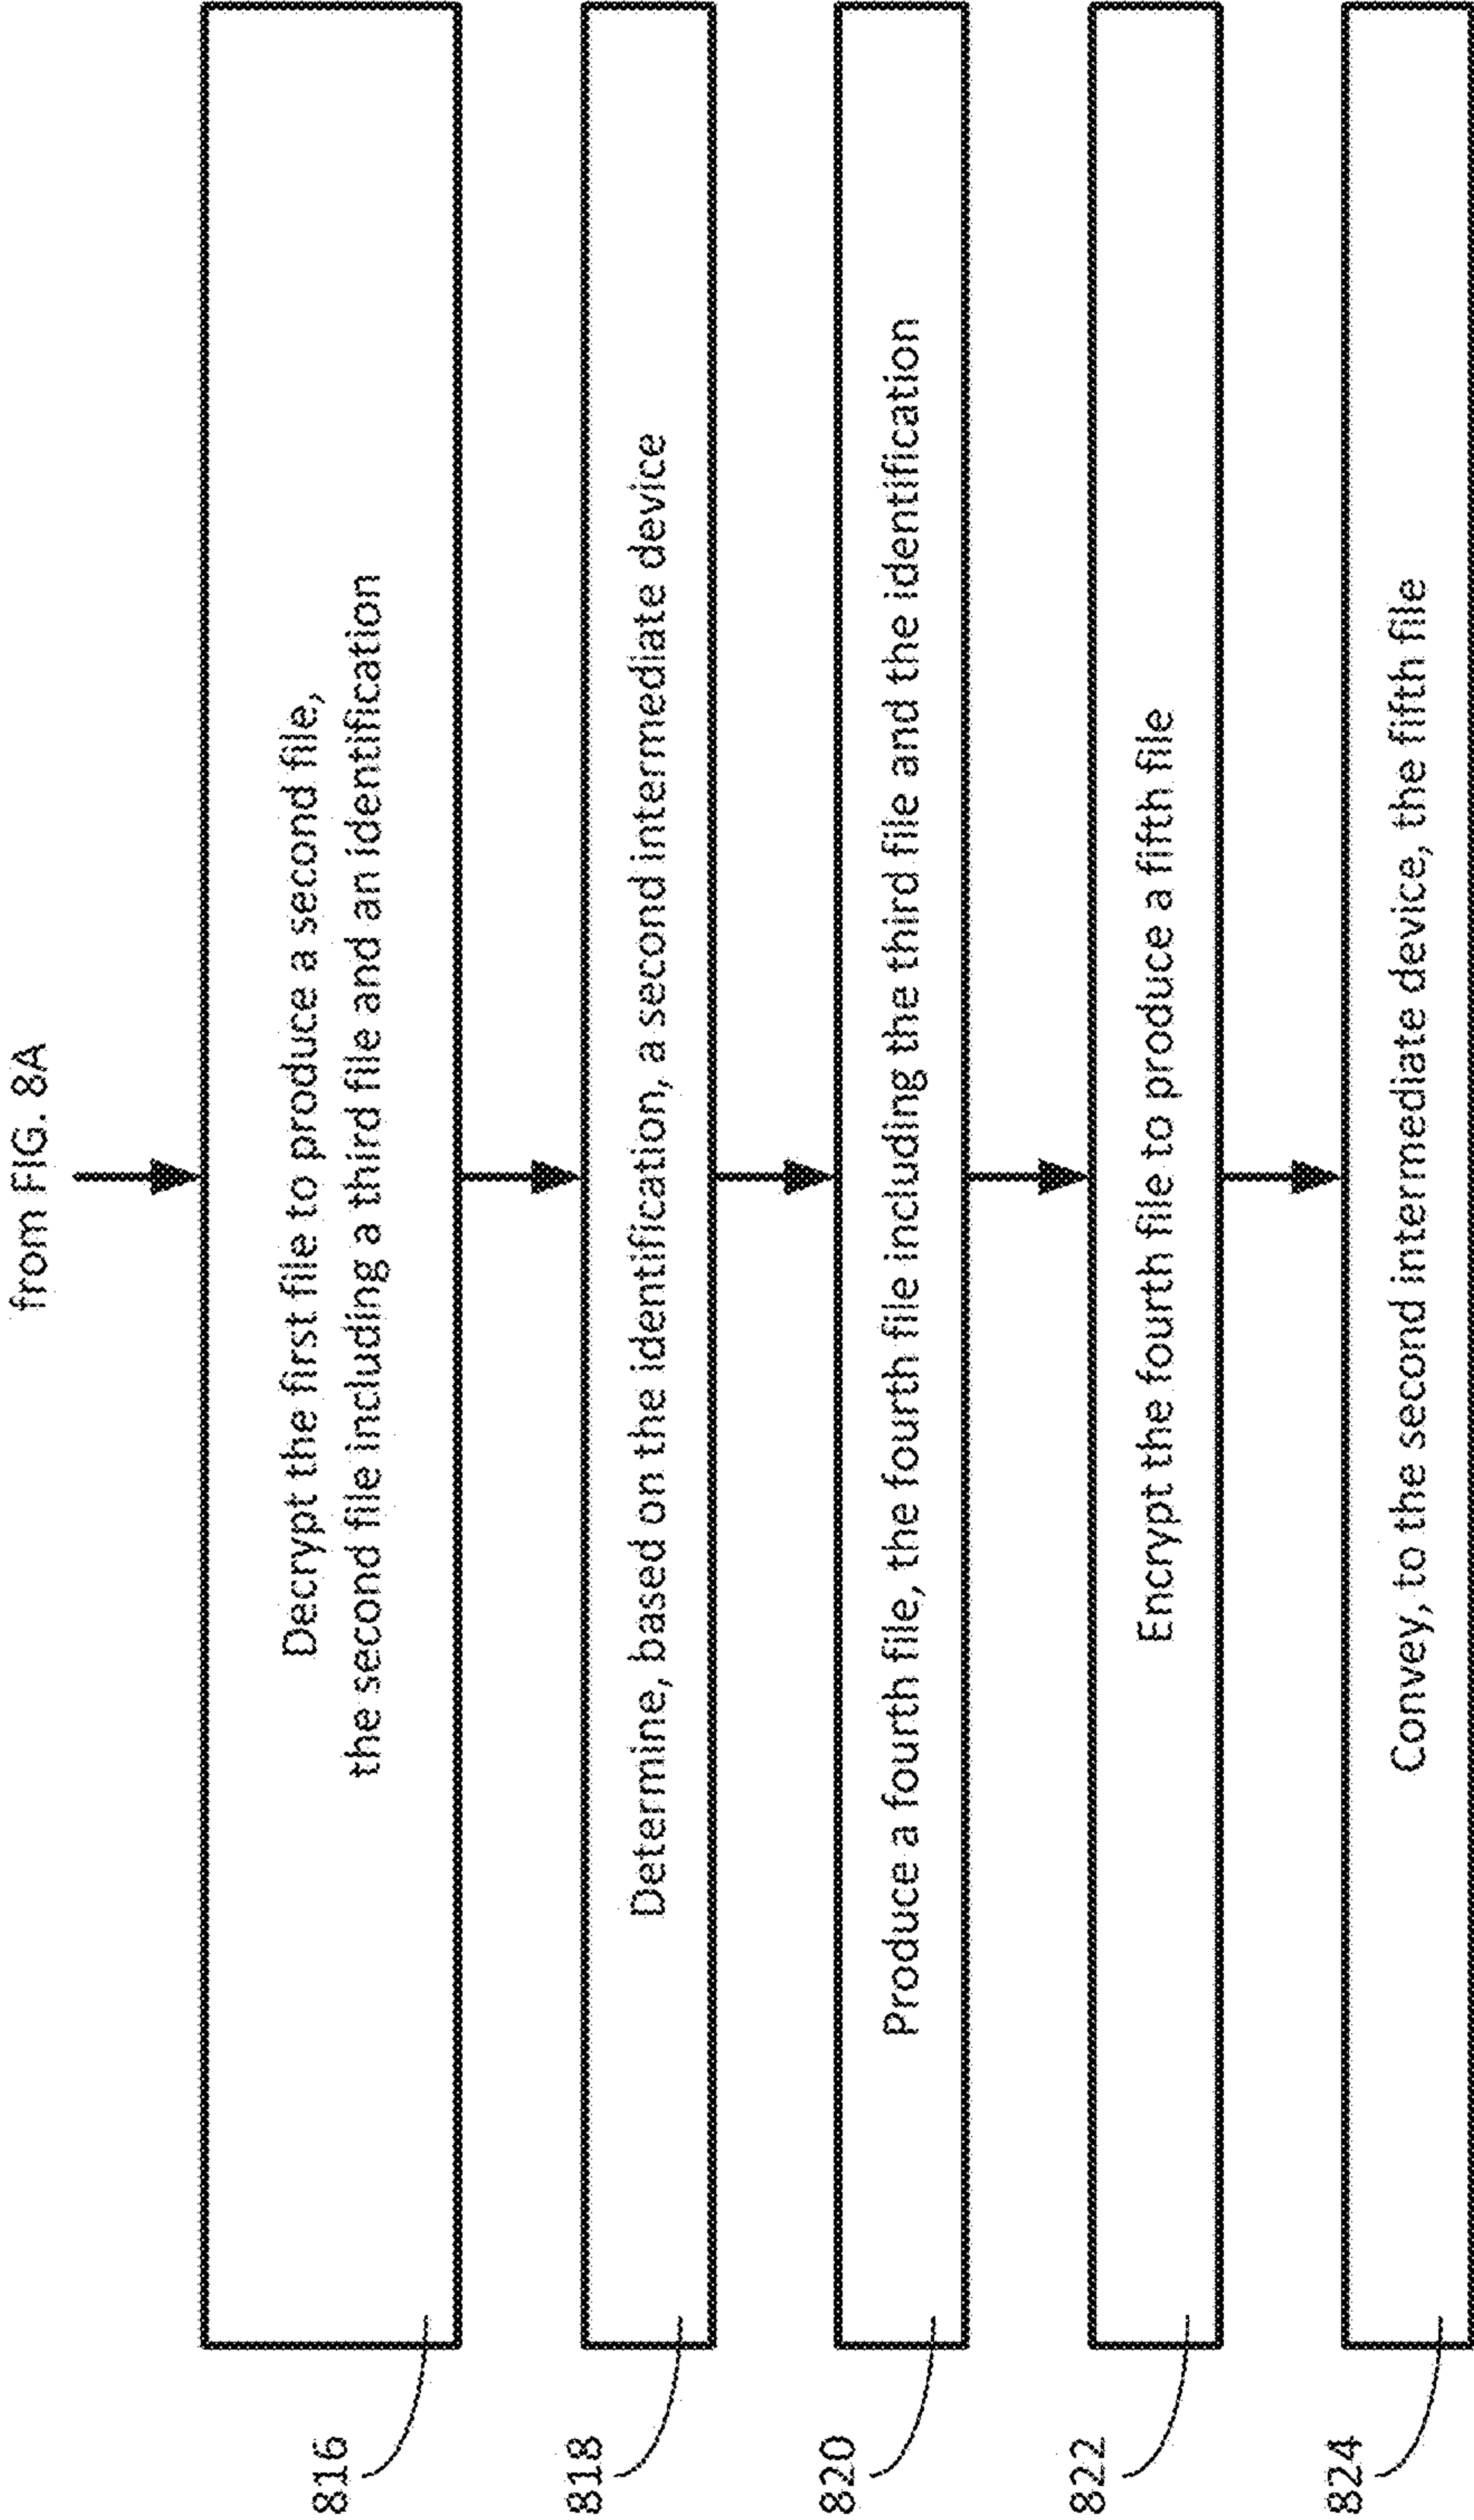 from FIG. 8A
816
Decrypt the first file to produce a second file,
the second file including a third file and an identification
818
Determine, based on the identification, a second intermediate device
820
Produce a fourth file, the fourth file including the third file and the identification
822
Encrypt the fourth file to produce a fifth file
824
Convey, to the second intermediate device, the fifth file